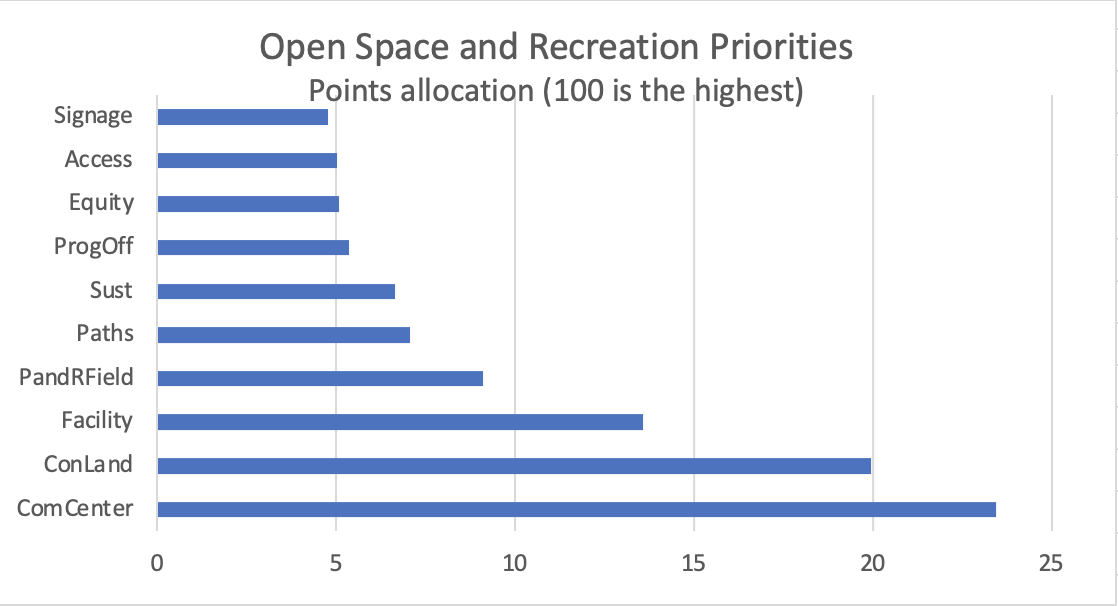 Open Space and Recreation Priorities
Points allocation (100 is the highest)
Signage
Access
Equity
ProgOff
Sust
Paths
PandRField
Facility
ConLand
ComCenter
0 5 10 15 20 25